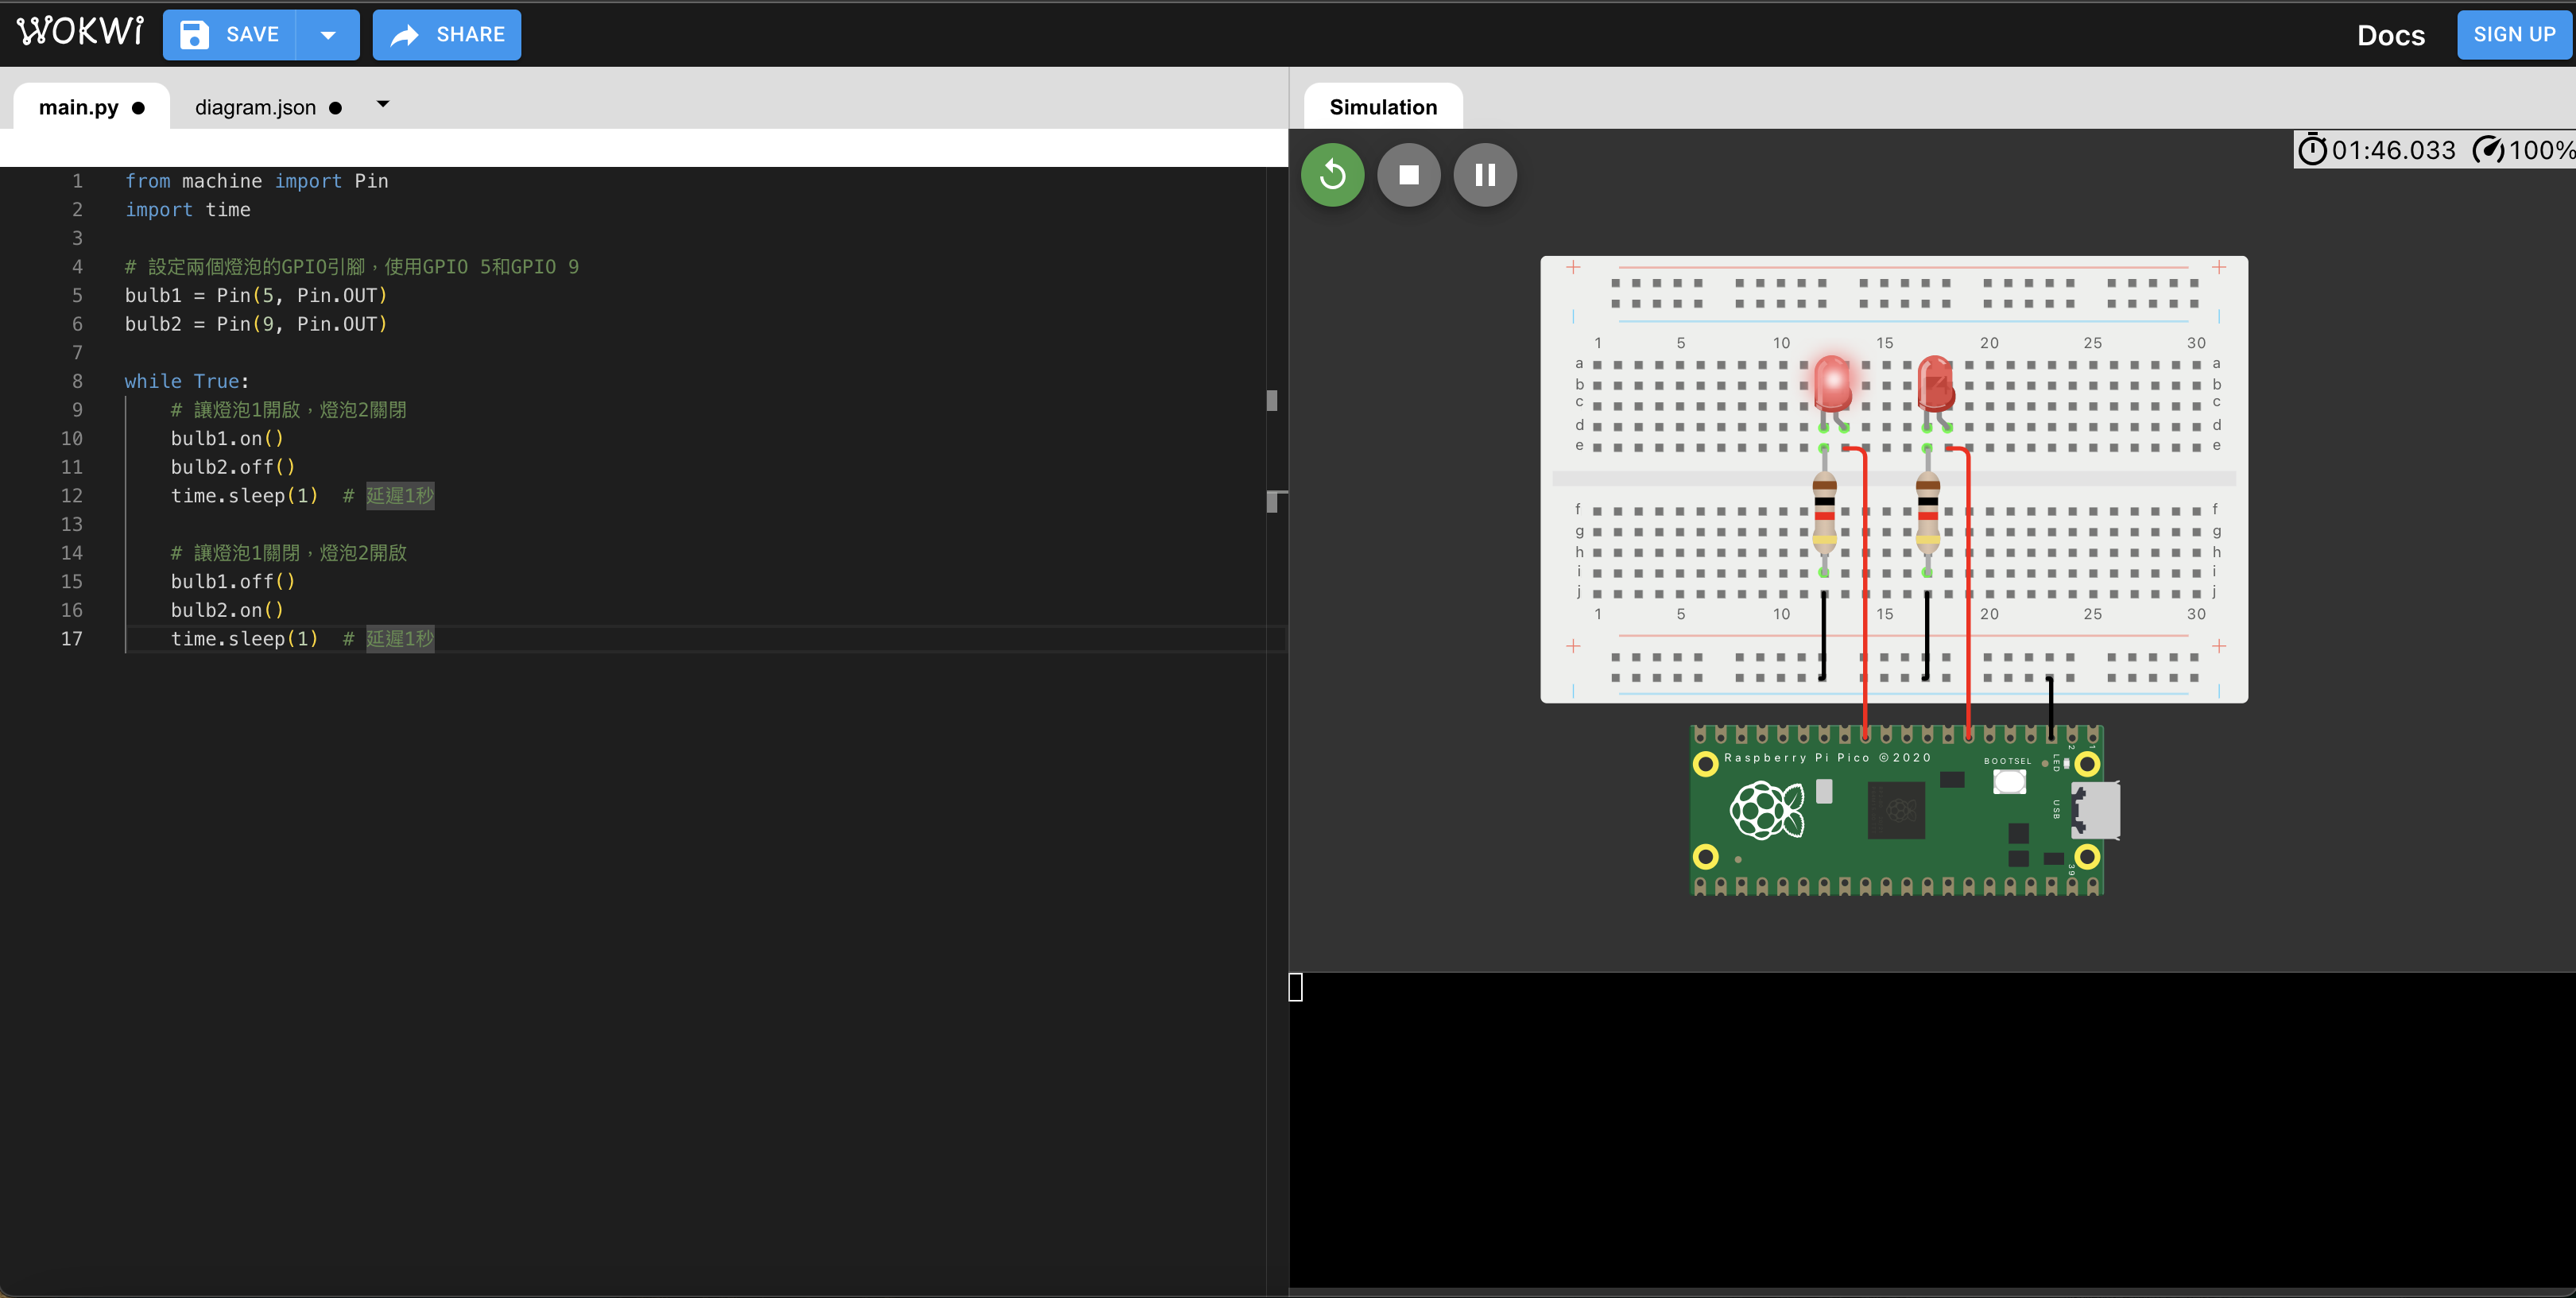 WOKWi
SAVE
SHARE
Docs
SIGN UP
main.py
diagram.json
Simulation
01:46.033
100%
1 from machine import Pin
2 import time
3
4 # 設定兩個燈泡的GPIO引腳，使用GPIO 5和GPIO 9
5 bulb1 = Pin(5, Pin.OUT)
6 bulb2 = Pin(9, Pin.OUT)
7
8 while True:
9 # 讓燈泡1開啟，燈泡2關閉
10 bulb1.on()
11 bulb2.off()
12 time.sleep(1) # 延遲1秒
13
14 # 讓燈泡1關閉，燈泡2開啟
15 bulb1.off()
16 bulb2.on()
17 time.sleep(1) # 延遲1秒
1 5 10 15 20 25 30
a a
b b
c c
d d
e e
f f
g g
h h
i i
j j
1 5 10 15 20 25 30
Raspberry Pi Pico ©2020
BOOTSEL
LED
USB
1
2
39